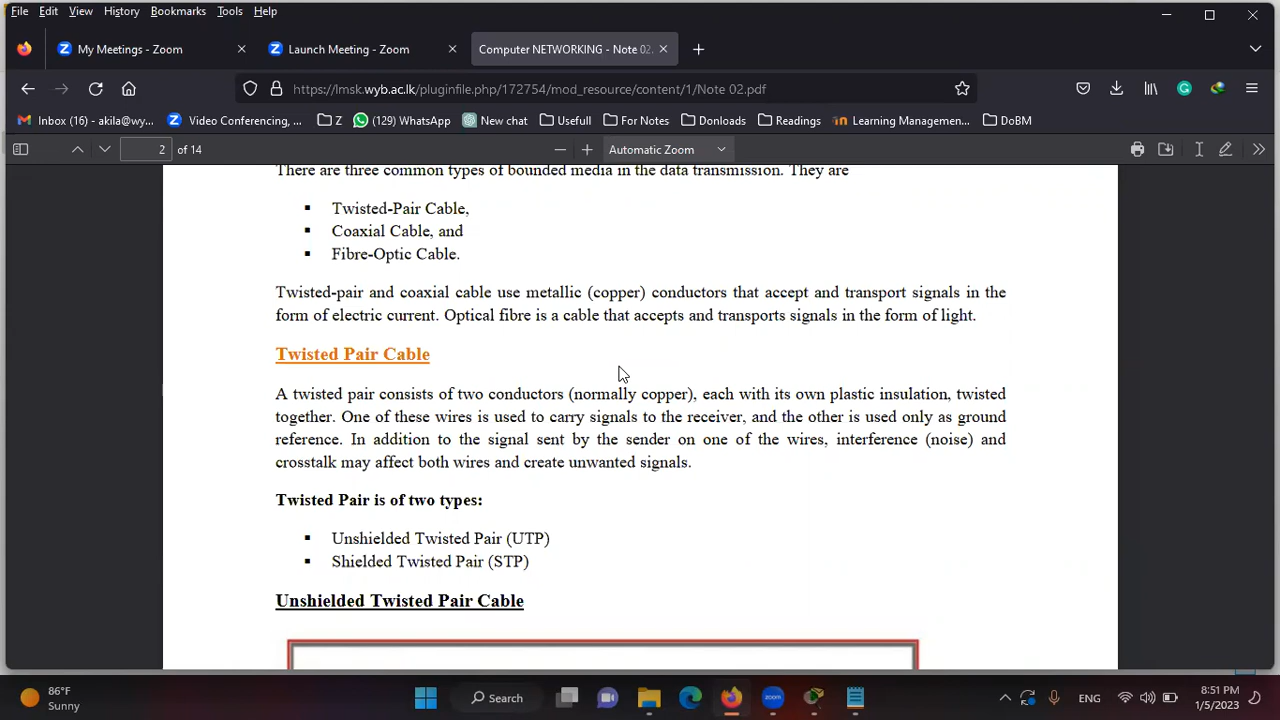 File Edit View History Bookmarks Tools Help
My Meetings - Zoom
Launch Meeting - Zoom
Computer NETWORKING - Note 02.
https://lmsk.wyb.ac.lk/pluginfile.php/172754/mod_resource/content/1/Note 02.pdf
Inbox (16) - akila@wy... Video Conferencing, ... Z (129) WhatsApp New chat Usefull For Notes Donloads Readings in Learning Managemen... DoBM
2 of 14 Automatic Zoom
There are three common types of bounded media in the data transmission. They are
▪ Twisted-Pair Cable,
▪ Coaxial Cable, and
▪ Fibre-Optic Cable.
Twisted-pair and coaxial cable use metallic (copper) conductors that accept and transport signals in the
form of electric current. Optical fibre is a cable that accepts and transports signals in the form of light.
Twisted Pair Cable
A twisted pair consists of two conductors (normally copper), each with its own plastic insulation, twisted
together. One of these wires is used to carry signals to the receiver, and the other is used only as ground
reference. In addition to the signal sent by the sender on one of the wires, interference (noise) and
crosstalk may affect both wires and create unwanted signals.
Twisted Pair is of two types:
▪ Unshielded Twisted Pair (UTP)
▪ Shielded Twisted Pair (STP)
Unshielded Twisted Pair Cable
86°F
Sunny
Search
zoom
ENG
8:51 PM
1/5/2023